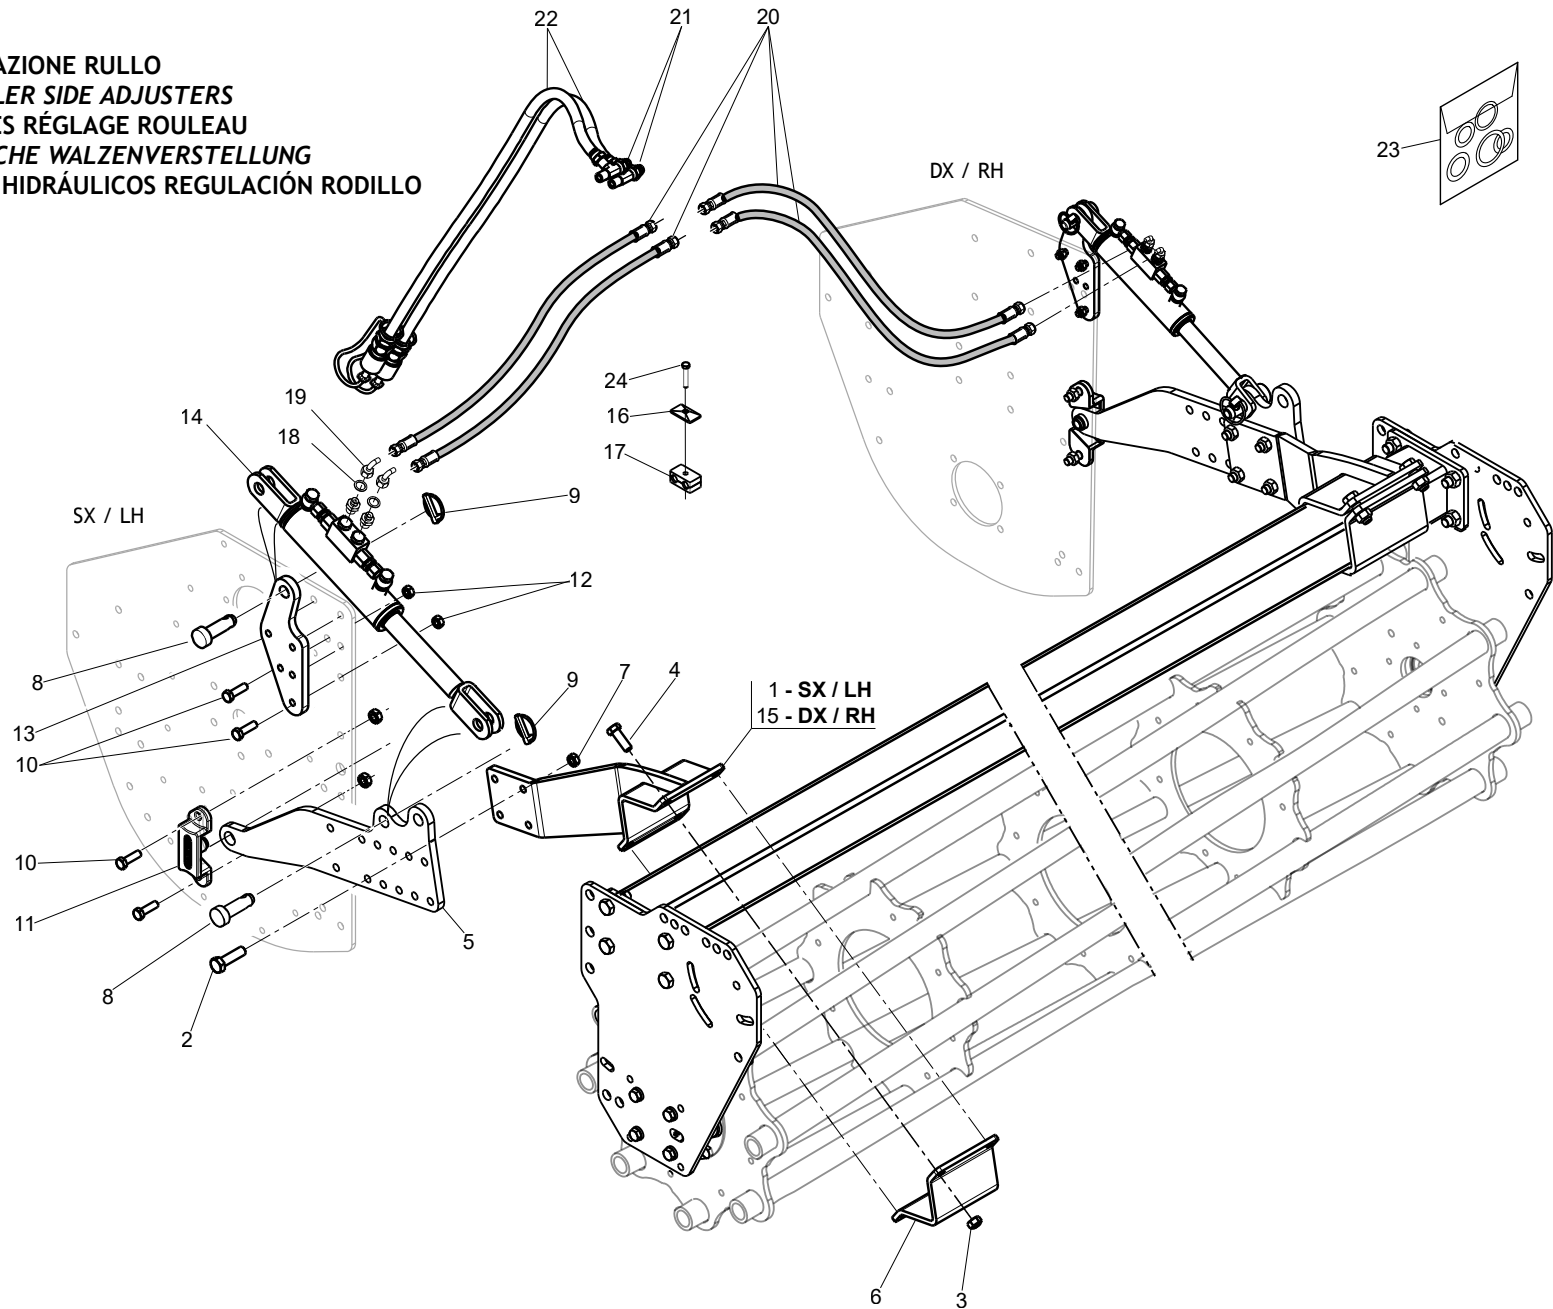 AZIONE RULLO
LER SIDE ADJUSTERS
ES RÉGLAGE ROULEAU
CHE WALZENVERSTELLUNG
HIDRÁULICOS REGULACIÓN RODILLO
22
21
20
23
DX / RH
24
16
17
19
18
14
9
SX / LH
12
8
13
10
9
7
4
1 - SX / LH
15 - DX / RH
10
11
8
2
5
6
3